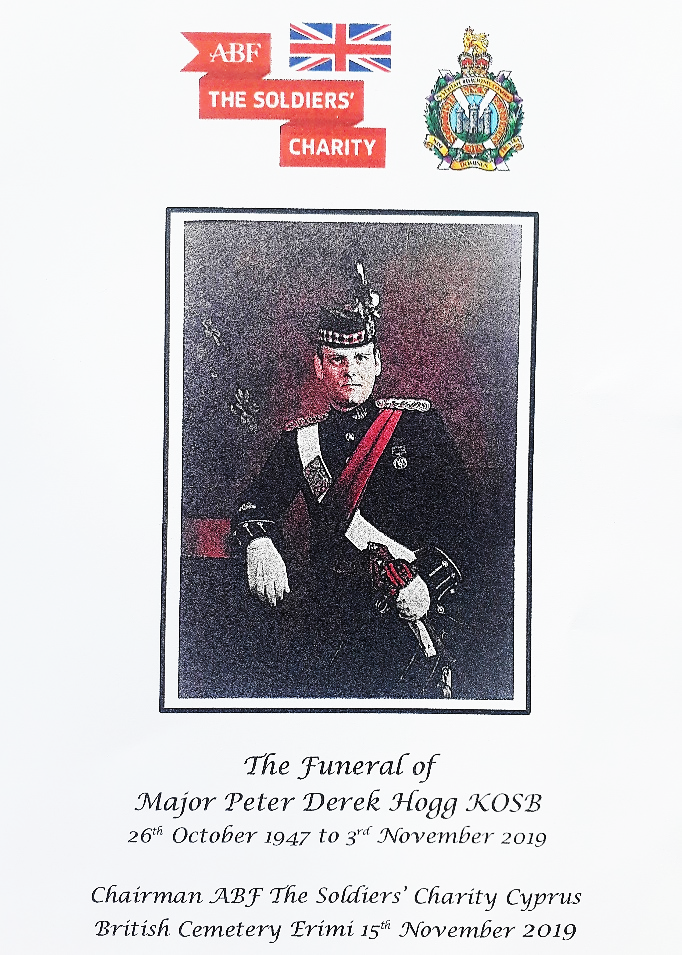 ABF
THE SOLDIERS'
CHARITY
The Funeral of
Major Peter Derek Hogg KOSB
26th October 1947 to 3rd November 2019
Chairman ABF The Soldiers' Charity Cyprus
British Cemetery Erimi 15th November 2019